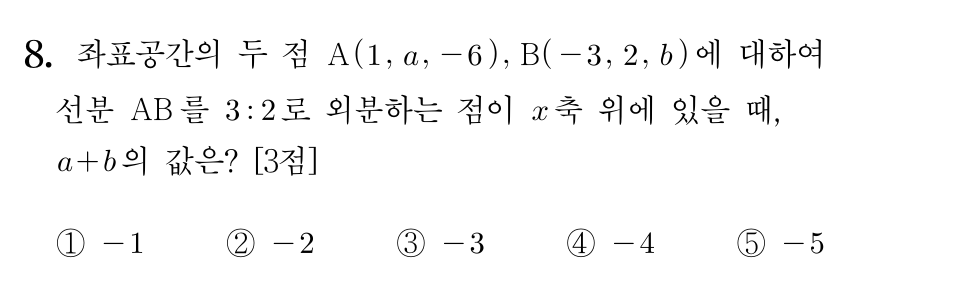 8. 좌표공간의 두 점 A(1, a, −6), B(−3, 2, b)에 대하여
선분 AB를 3:2로 외분하는 점이 x축 위에 있을 때,
a+b의 값은? [3점]
① −1 ② −2 ③ −3 ④ −4 ⑤ −5